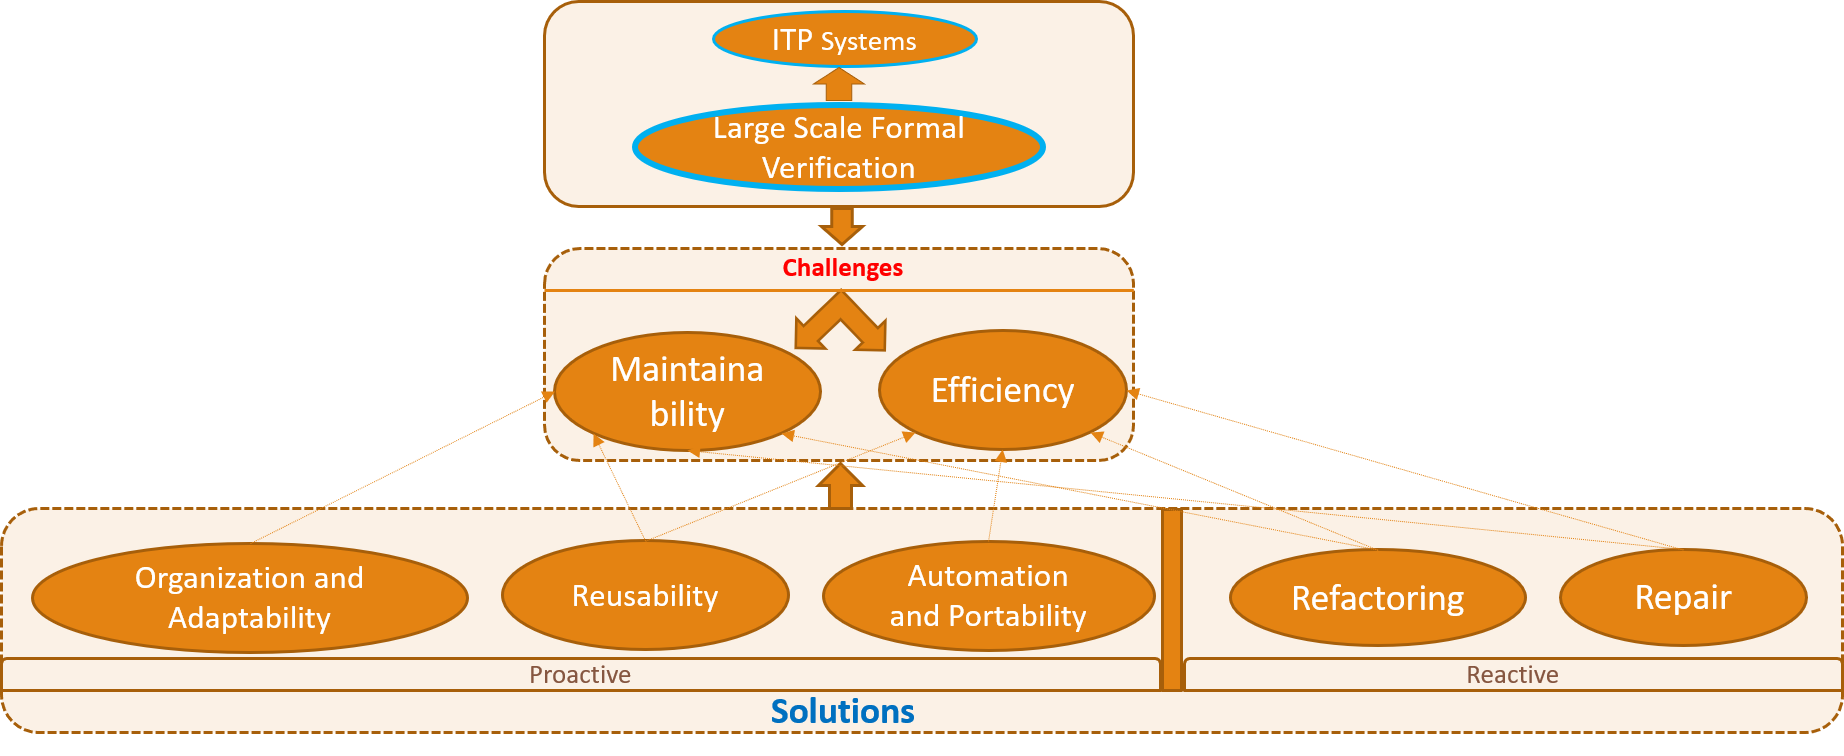 ITP Systems
Large Scale Formal
Verification
Challenges
Maintaina
bility
Efficiency
Organization and
Adaptability
Reusability
Automation
and Portability
Refactoring
Repair
Proactive
Reactive
Solutions